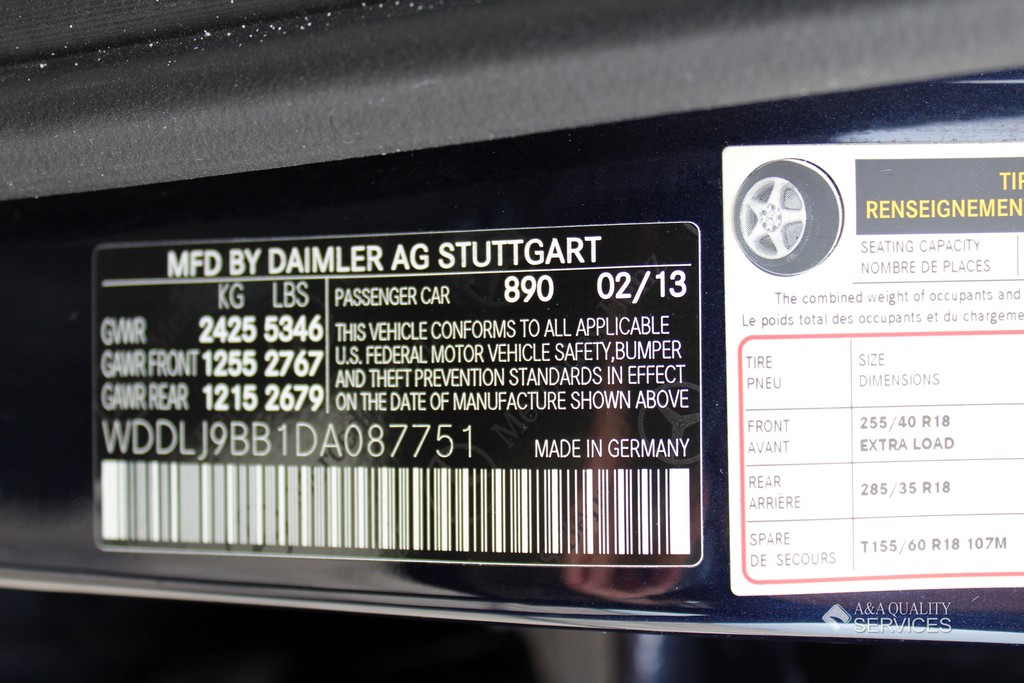 MFD BY DAIMLER AG STUTTGART
KG LBS
GVWR 2425 5346
GAWR FRONT 1255 2767
GAWR REAR 1215 2679
PASSENGER CAR 890 02/13
THIS VEHICLE CONFORMS TO ALL APPLICABLE
U.S. FEDERAL MOTOR VEHICLE SAFETY,BUMPER
AND THEFT PREVENTION STANDARDS IN EFFECT
ON THE DATE OF MANUFACTURE SHOWN ABOVE
WDDLJ9BB1DA087751 MADE IN GERMANY
TIR
RENSEIGNEMEN
SEATING CAPACITY
NOMBRE DE PLACES
The combined weight of occupants and
Le poids total des occupants et du chargeme
TIRE SIZE
PNEU DIMENSIONS
FRONT 255/40 R18
AVANT EXTRA LOAD
REAR 285/35 R18
ARRIÈRE
SPARE T155/60 R18 107M
DE SECOURS
A&A QUALITY
SERVICES